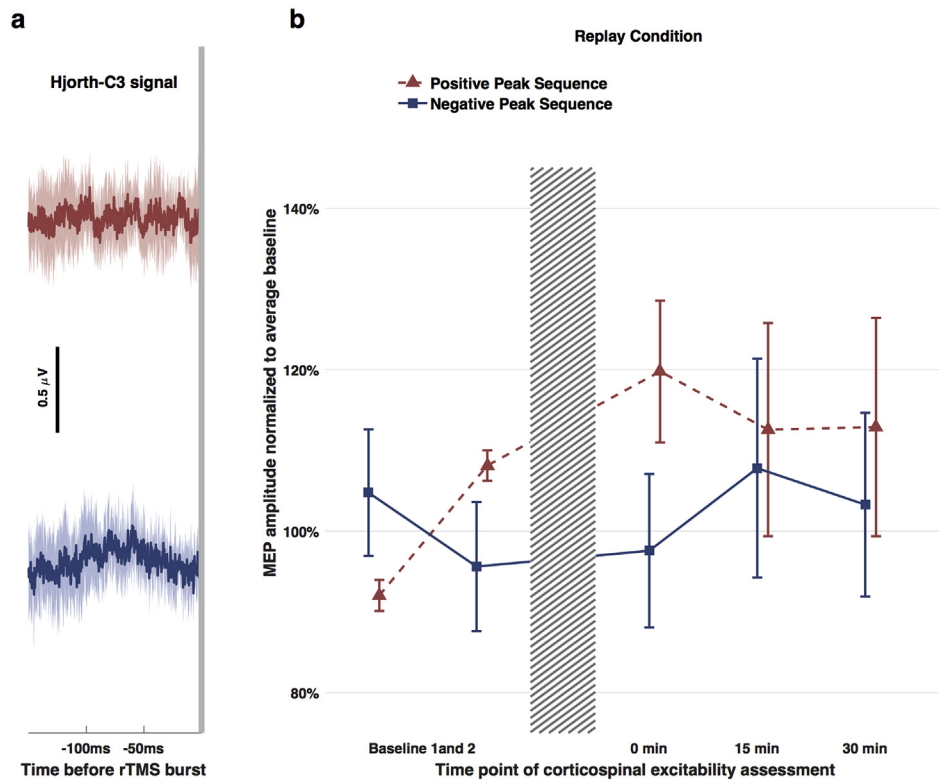 a
Hjorth-C3 signal
0.5 μV
-100ms -50ms
Time before rTMS burst
b
Replay Condition
Positive Peak Sequence
Negative Peak Sequence
MEP amplitude normalized to average baseline
140%
120%
100%
80%
Baseline 1and 2 0 min 15 min 30 min
Time point of corticospinal excitability assessment